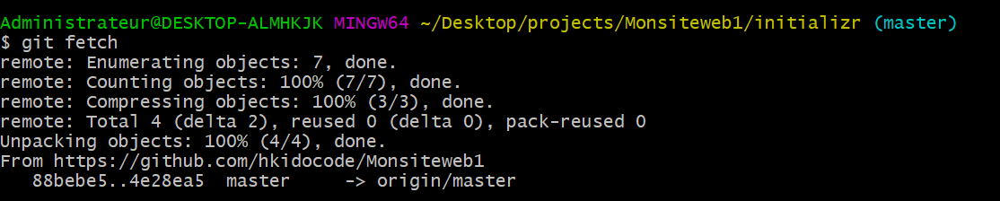 Administrateur@DESKTOP-ALMHKJK MINGW64 ~/Desktop/projects/Monsiteweb1/initializr (master)
$ git fetch
remote: Enumerating objects: 7, done.
remote: Counting objects: 100% (7/7), done.
remote: Compressing objects: 100% (3/3), done.
remote: Total 4 (delta 2), reused 0 (delta 0), pack-reused 0
Unpacking objects: 100% (4/4), done.
From https://github.com/hkidocode/Monsiteweb1
   88bebe5..4e28ea5  master     -> origin/master